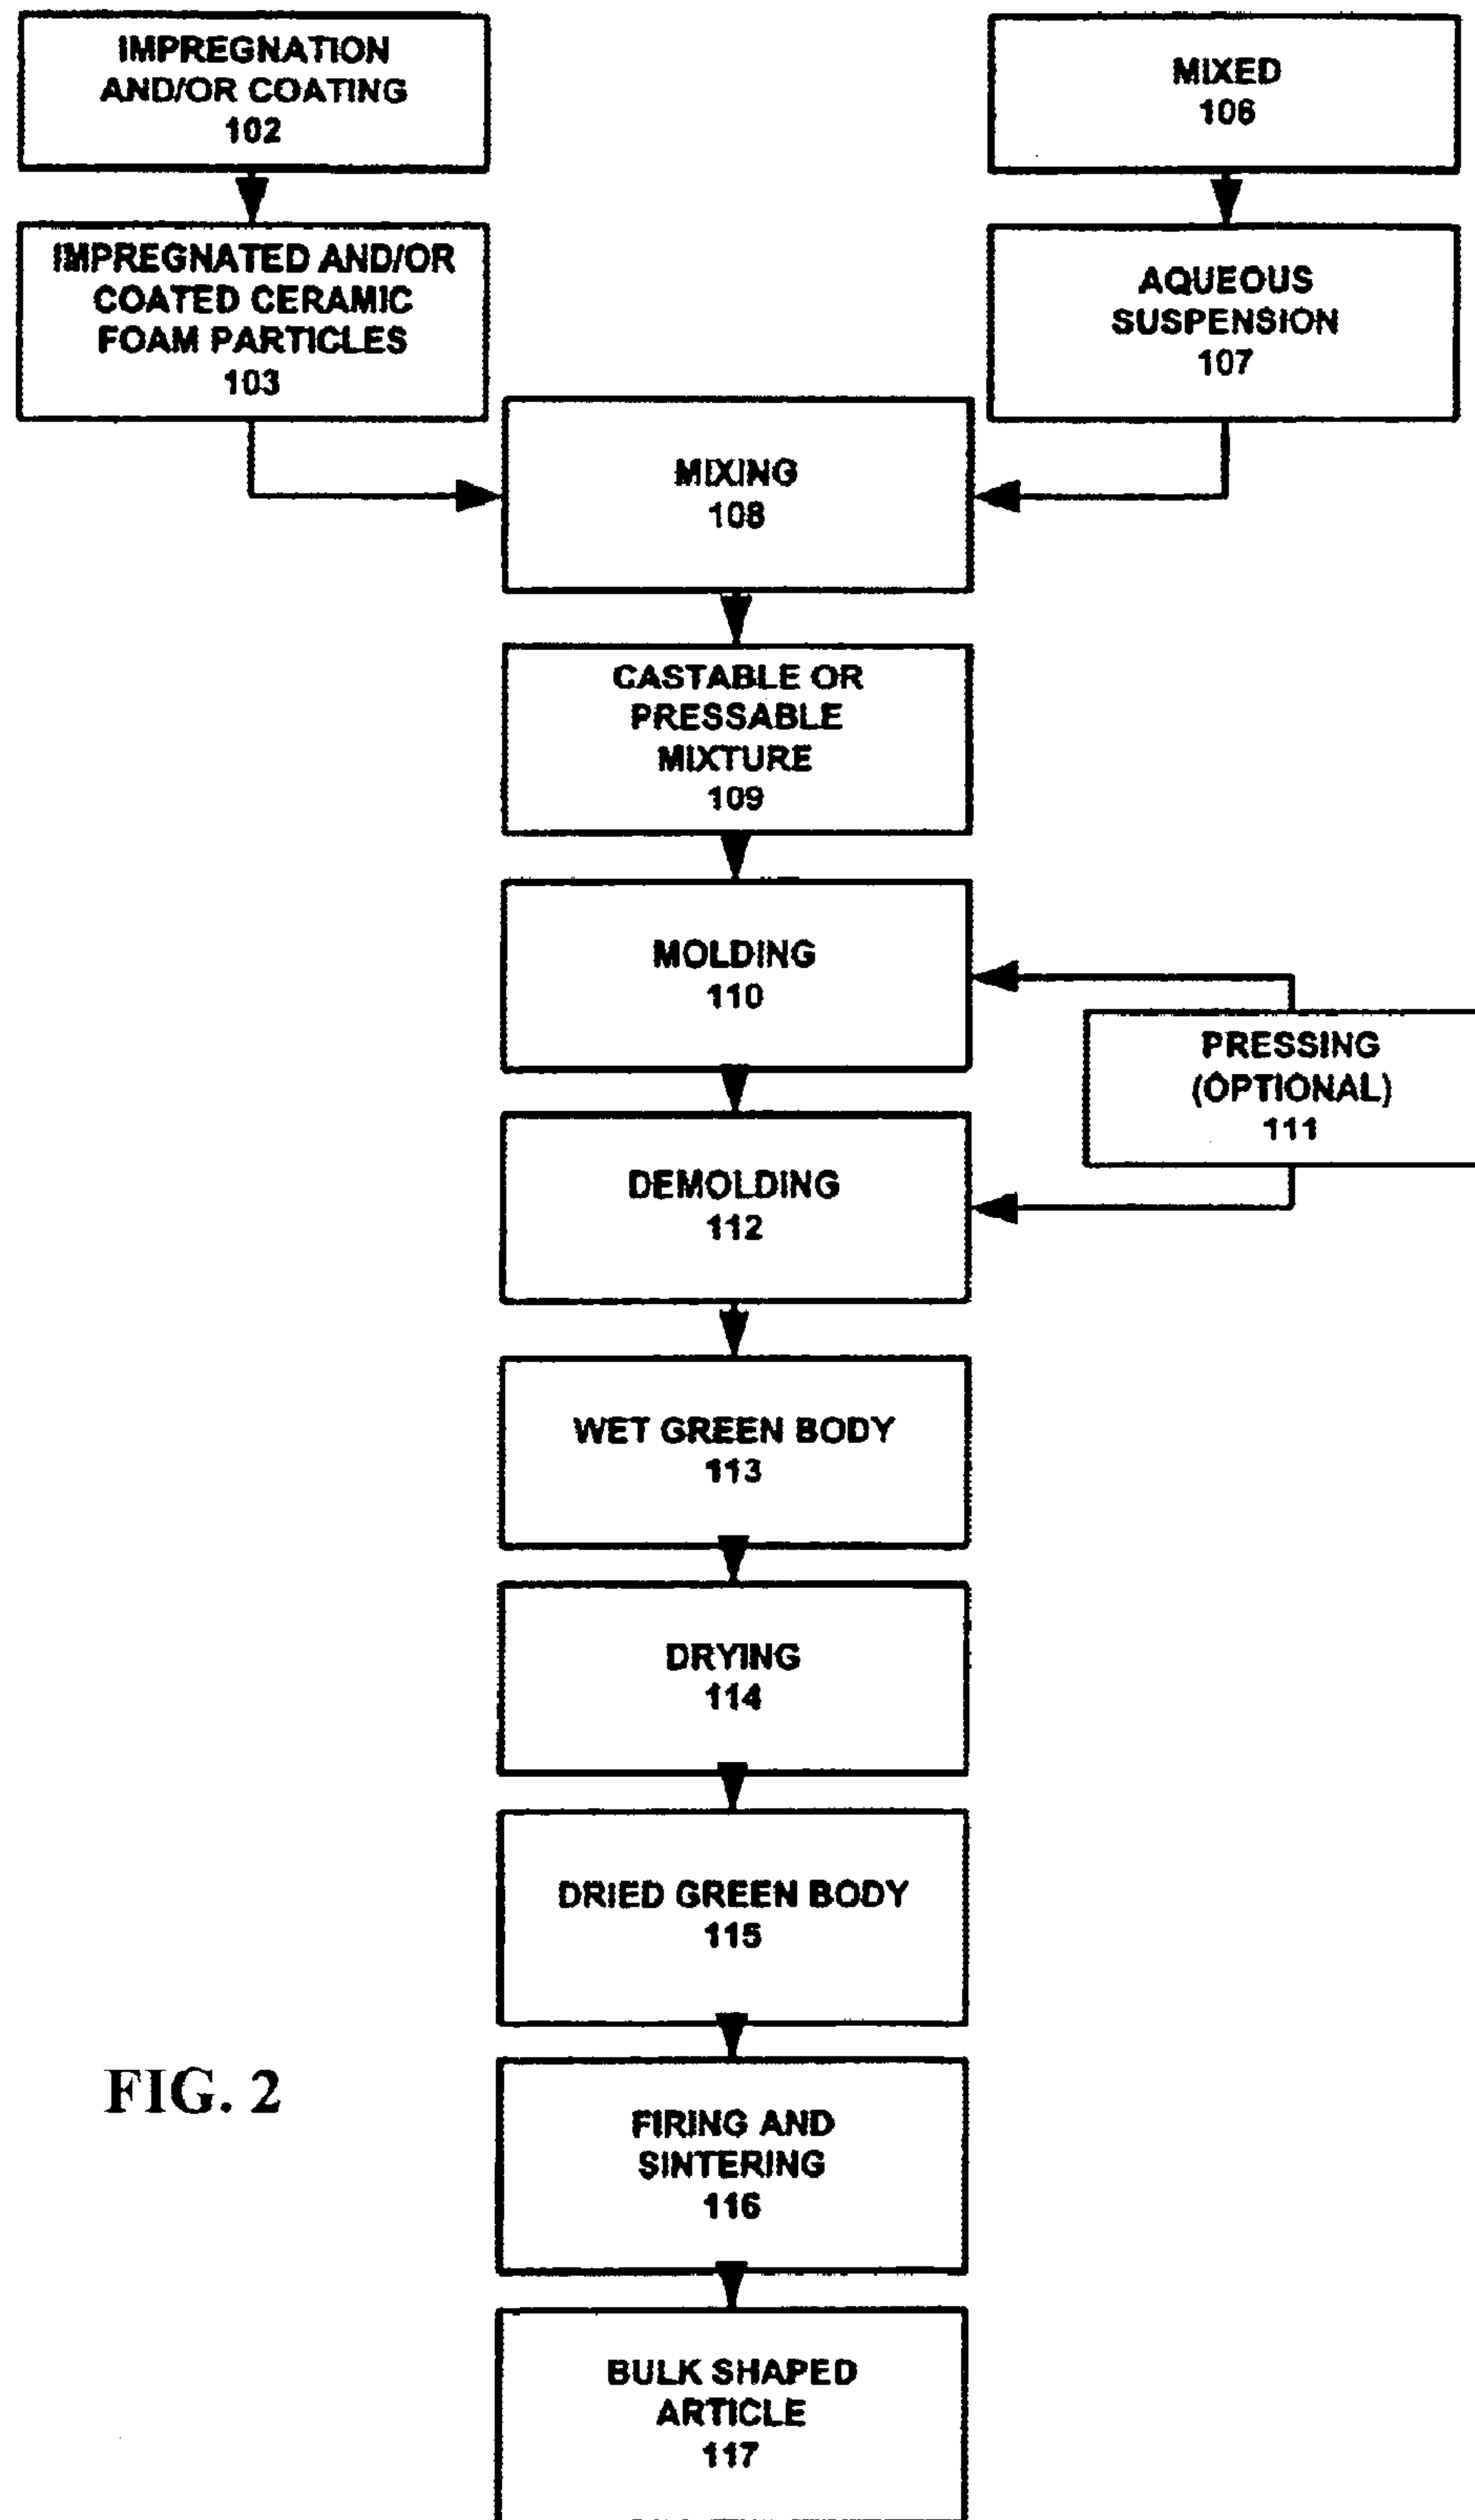 IMPREGNATION
AND/OR COATING
102
MIXED
106
IMPREGNATED AND/OR
COATED CERAMIC
FOAM PARTICLES
103
AQUEOUS
SUSPENSION
107
MIXING
108
CASTABLE OR
PRESSABLE
MIXTURE
109
MOLDING
110
PRESSING
(OPTIONAL)
111
DEMOLDING
112
WET GREEN BODY
113
DRYING
114
DRIED GREEN BODY
115
FIG. 2
FIRING AND
SINTERING
116
BULK SHAPED
ARTICLE
117